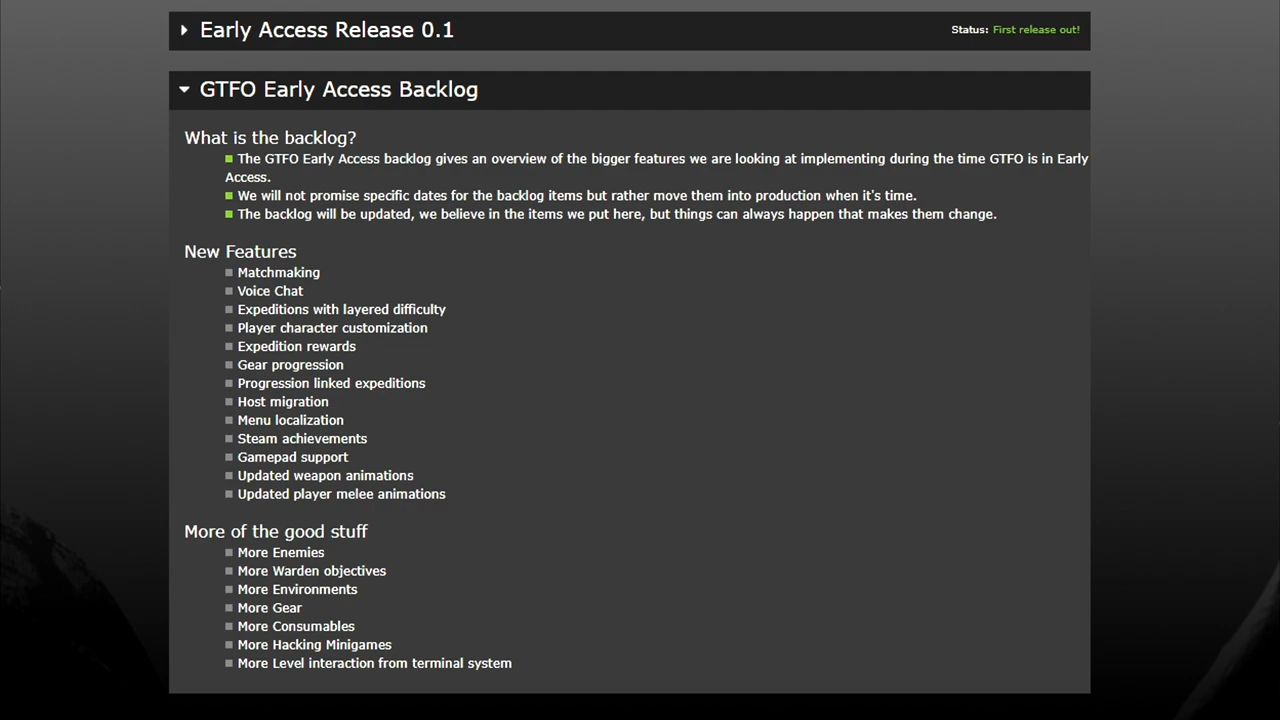 Early Access Release 0.1
Status: First release out!
GTFO Early Access Backlog
What is the backlog?
The GTFO Early Access backlog gives an overview of the bigger features we are looking at implementing during the time GTFO is in Early
Access.
We will not promise specific dates for the backlog items but rather move them into production when it's time.
The backlog will be updated, we believe in the items we put here, but things can always happen that makes them change.
New Features
Matchmaking
Voice Chat
Expeditions with layered difficulty
Player character customization
Expedition rewards
Gear progression
Progression linked expeditions
Host migration
Menu localization
Steam achievements
Gamepad support
Updated weapon animations
Updated player melee animations
More of the good stuff
More Enemies
More Warden objectives
More Environments
More Gear
More Consumables
More Hacking Minigames
More Level interaction from terminal system